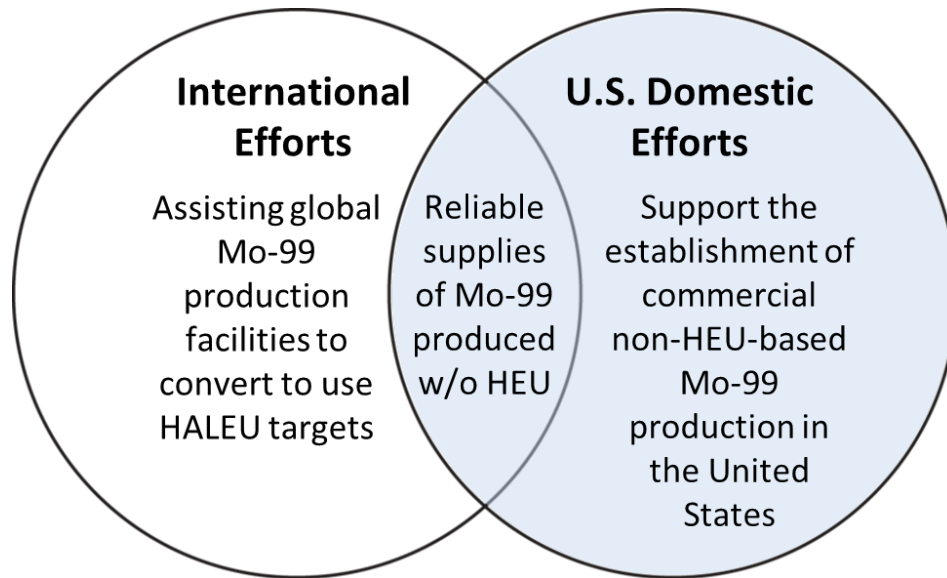 International
Efforts
Assisting global
Mo-99
production
facilities to
convert to use
HALEU targets
Reliable
supplies
of Mo-99
produced
w/o HEU
U.S. Domestic
Efforts
Support the
establishment of
commercial
non-HEU-based
Mo-99
production in
the United
States